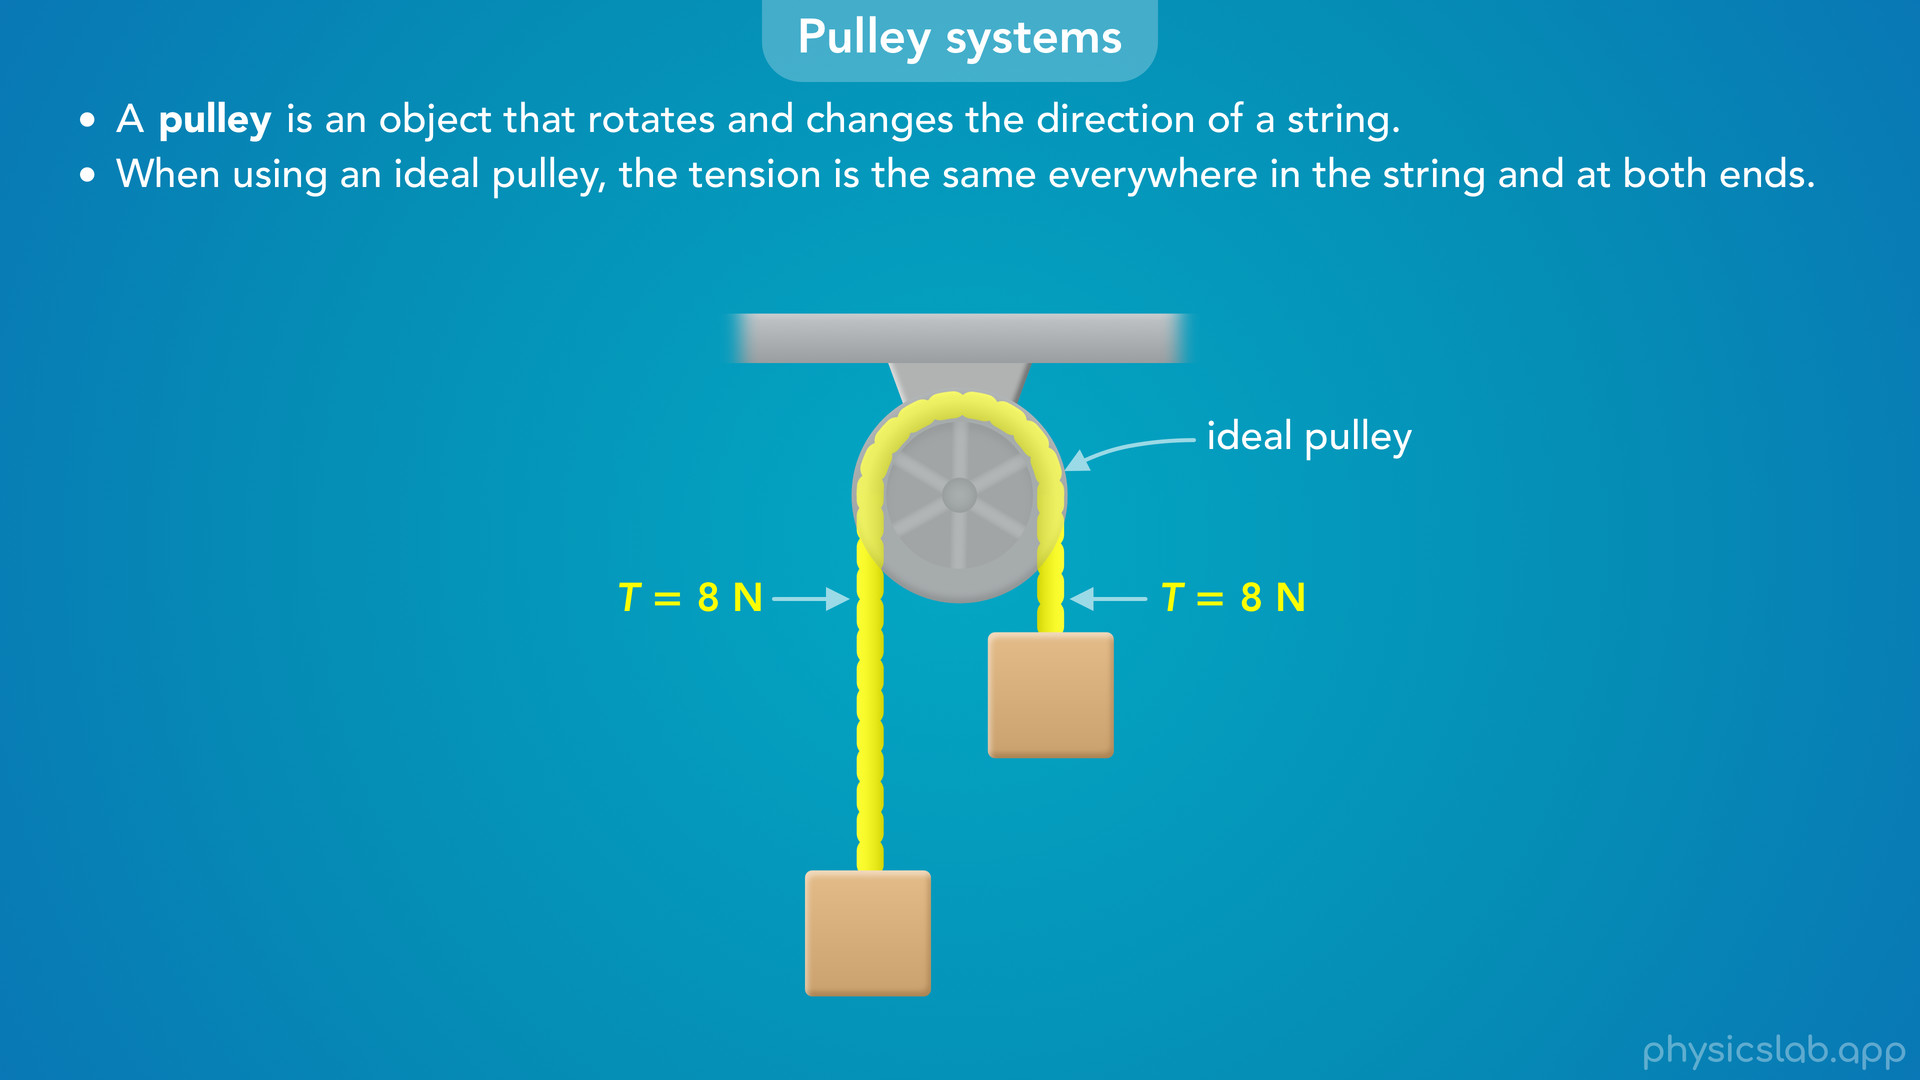 Pulley systems
• A pulley is an object that rotates and changes the direction of a string.
• When using an ideal pulley, the tension is the same everywhere in the string and at both ends.
ideal pulley
T = 8 N
T = 8 N
physicslab.app